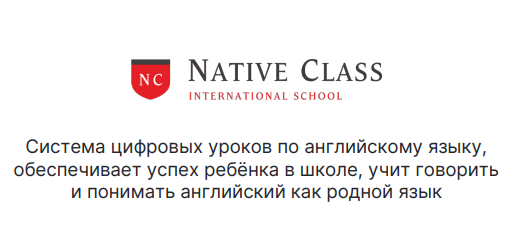 NC
NATIVE CLASS
INTERNATIONAL SCHOOL
Система цифровых уроков по английскому языку,
обеспечивает успех ребёнка в школе, учит говорить
и понимать английский как родной язык